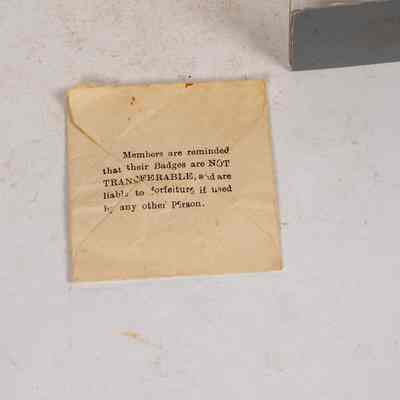 Members are reminded
that their Badges are NOT
TRANSFERABLE, and are
liable to forfeiture if used
by any other Person.